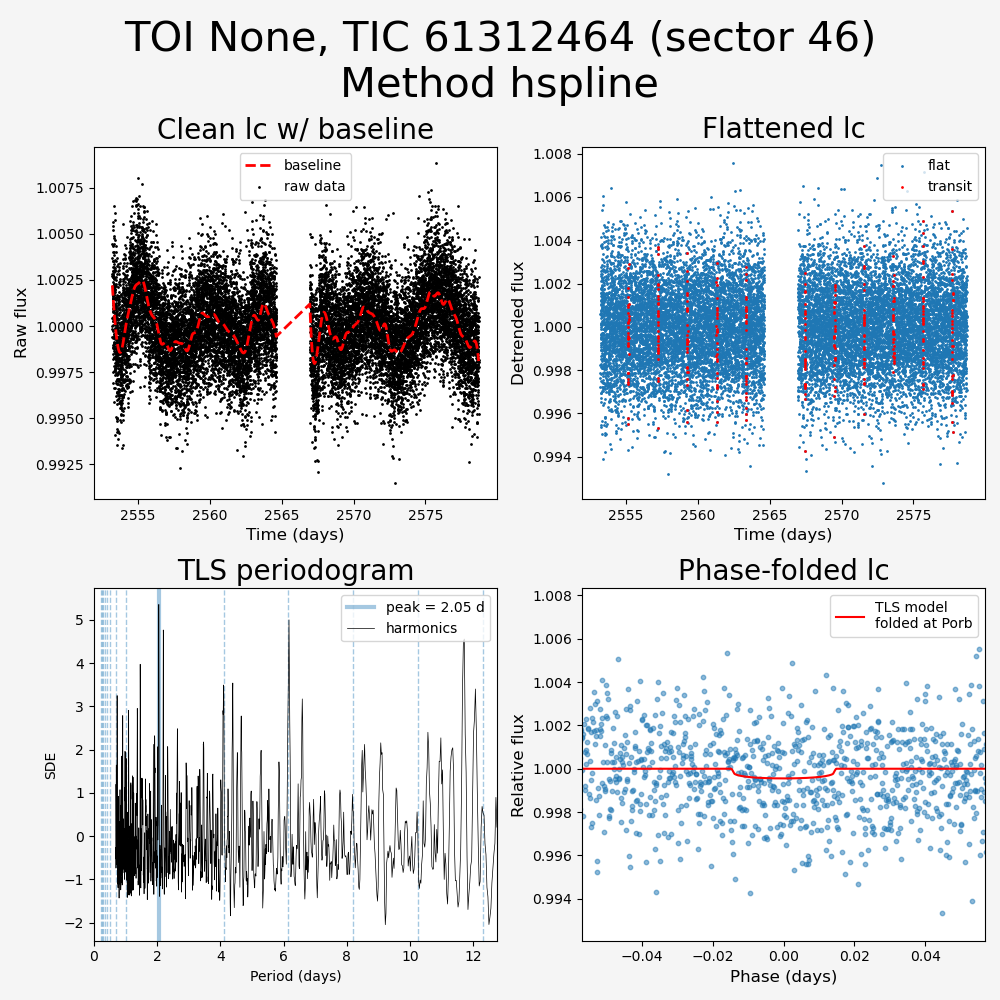 TOI None, TIC 61312464 (sector 46)
Method hspline
Clean lc w/ baseline
baseline
raw data
1.0075
1.0050
1.0025
1.0000
0.9975
0.9950
0.9925
Raw flux
2555
2560
2565
2570
2575
Time (days)
Flattened lc
flat
transit
1.008
1.006
1.004
1.002
1.000
0.998
0.996
0.994
Detrended flux
2555
2560
2565
2570
2575
Time (days)
TLS periodogram
peak = 2.05 d
harmonics
5
4
3
2
1
0
−1
−2
SDE
0
2
4
6
8
10
12
Period (days)
Phase-folded lc
TLS model
folded at Porb
1.008
1.006
1.004
1.002
1.000
0.998
0.996
0.994
Relative flux
−0.04
−0.02
0.00
0.02
0.04
Phase (days)